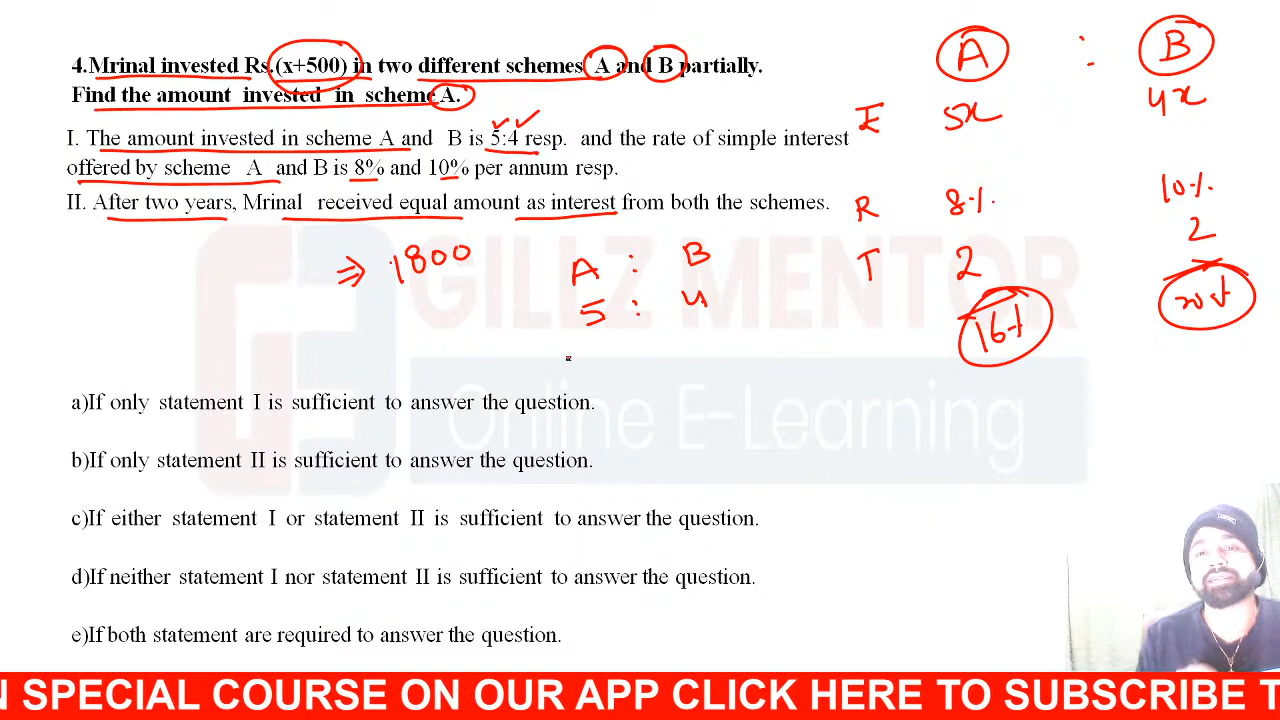 4.Mrinal invested Rs.(x+500) in two different schemes A and B partially.
Find the amount invested in scheme A.
I. The amount invested in scheme A and B is 5:4 resp. and the rate of simple interest
offered by scheme A and B is 8% and 10% per annum resp.
II. After two years, Mrinal received equal amount as interest from both the schemes.
A : B
I 5x 4x
R 8% 10%
T 2 2
16% 20%
⇒ 1800
A : B
5 : 4
GILLZ MENTOR
Online E-Learning
a)If only statement I is sufficient to answer the question.
b)If only statement II is sufficient to answer the question.
c)If either statement I or statement II is sufficient to answer the question.
d)If neither statement I nor statement II is sufficient to answer the question.
e)If both statement are required to answer the question.
N SPECIAL COURSE ON OUR APP CLICK HERE TO SUBSCRIBE T